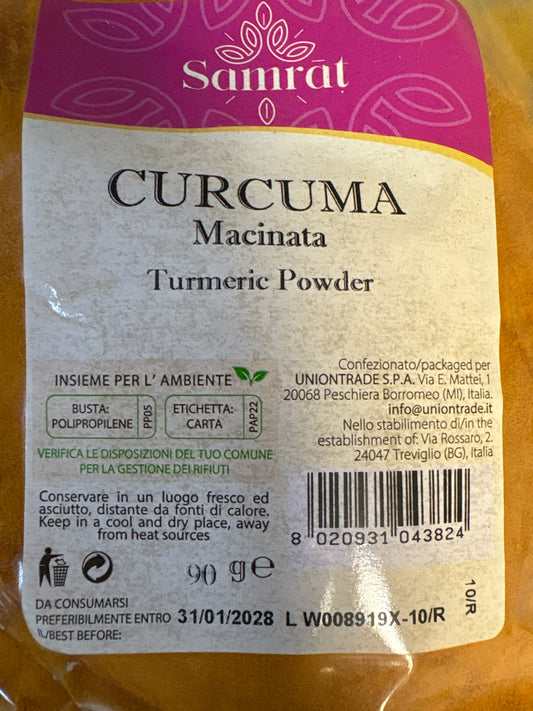 Samrat
CURCUMA
Macinata
Turmeric Powder
INSIEME PER L' AMBIENTE
BUSTA:
POLIPROPILENE
PP05
ETICHETTA:
CARTA
PAP22
VERIFICA LE DISPOSIZIONI DEL TUO COMUNE
PER LA GESTIONE DEI RIFIUTI
Conservare in un luogo fresco ed
asciutto, distante da fonti di calore.
Keep in a cool and dry place, away
from heat sources
Confezionato/packaged per
UNIONTRADE S.P.A. Via E. Mattei, 1
20068 Peschiera Borromeo (MI), Italia.
info@uniontrade.it
Nello stabilimento di/in the
establishment of: Via Rossaro, 2.
24047 Treviglio (BG), Italia
8 020931 043824
10/R
90 g e
DA CONSUMARSI
PREFERIBILMENTE ENTRO 31/01/2028 L W008919X-10/R
IL/BEST BEFORE: